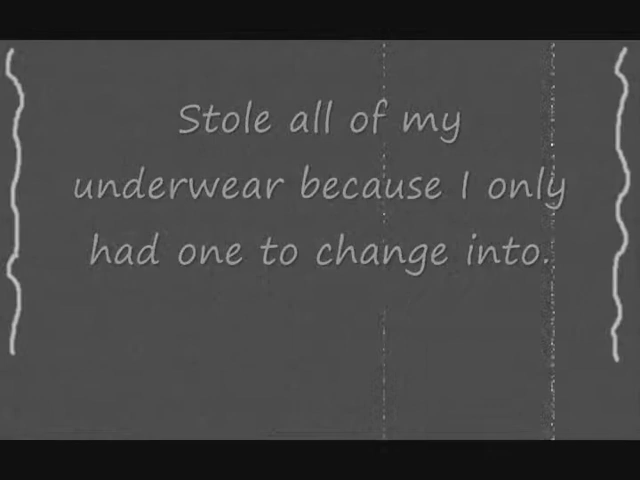 Stole all of my
underwear because I only
had one to change into.